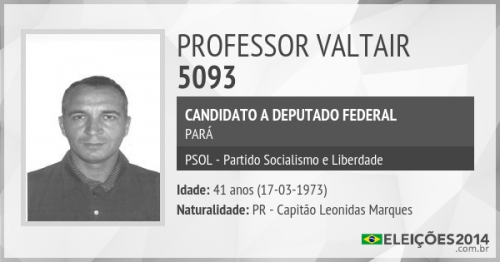 PROFESSOR VALTAIR
5093
CANDIDATO A DEPUTADO FEDERAL
PARÁ
PSOL - Partido Socialismo e Liberdade
Idade: 41 anos (17-03-1973)
Naturalidade: PR - Capitão Leonidas Marques
ELEIÇÕES2014
.com.br